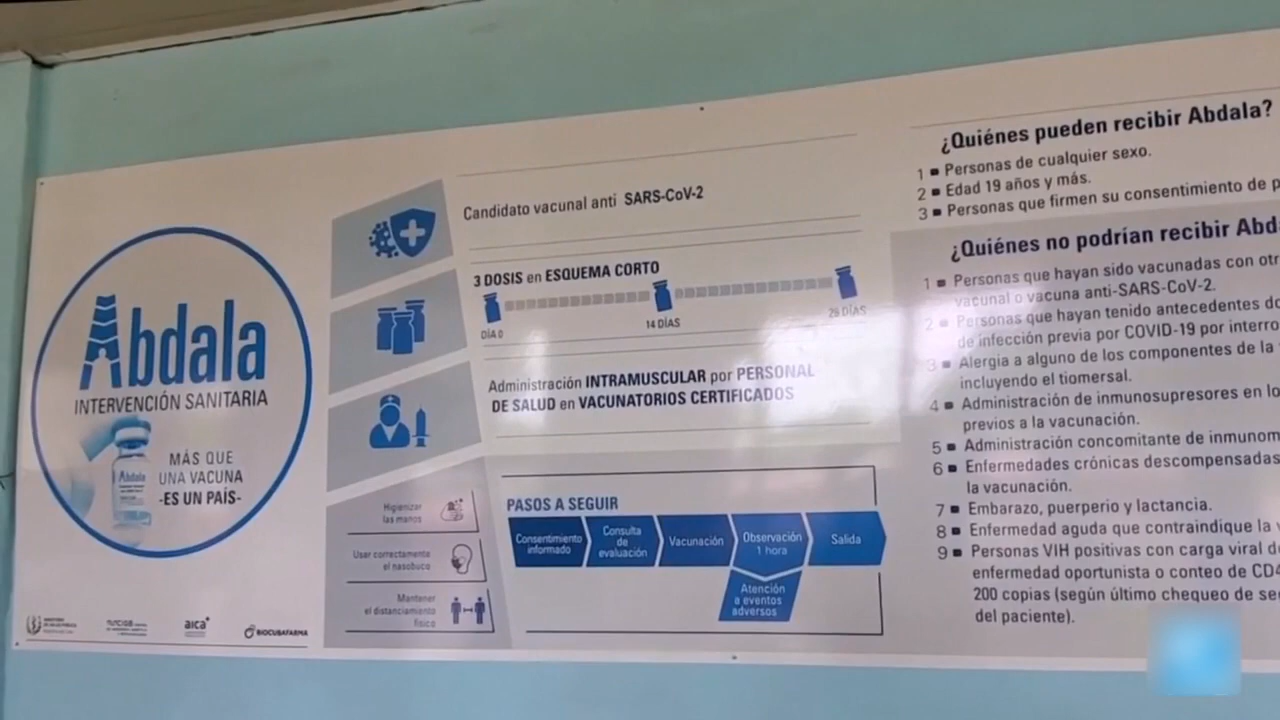 Abdala
INTERVENCIÓN SANITARIA
MÁS QUE
UNA VACUNA
-ES UN PAÍS-
Abdala
aica
BIOCUBAFARMA
Candidato vacunal anti SARS-CoV-2
3 DOSIS en ESQUEMA CORTO
DÍA 0
14 DÍAS
28 DÍAS
Administración INTRAMUSCULAR por PERSONAL
DE SALUD en VACUNATORIOS CERTIFICADOS
Higienizar
las manos
Usar correctamente
el nasobuco
Mantener
el distanciamiento
físico
PASOS A SEGUIR
Consentimiento
informado
Consulta
de
evaluación
Vacunación
Observación
1 hora
Salida
Atención
a eventos
adversos
¿Quiénes pueden recibir Abdala?
1 Personas de cualquier sexo.
2 Edad 19 años y más.
3 Personas que firmen su consentimiento de p
¿Quiénes no podrían recibir Abd
1 Personas que hayan sido vacunadas con otr
vacunal o vacuna anti-SARS-CoV-2.
2 Personas que hayan tenido antecedentes do
de infección previa por COVID-19 por interro
3 Alergia a alguno de los componentes de la
incluyendo el tiomersal.
4 Administración de inmunosupresores en lo
previos a la vacunación.
5 Administración concomitante de inmunom
6 Enfermedades crónicas descompensadas
la vacunación.
7 Embarazo, puerperio y lactancia.
8 Enfermedad aguda que contraindique la
9 Personas VIH positivas con carga viral d
enfermedad oportunista o conteo de CD4
200 copias (según último chequeo de se
del paciente).